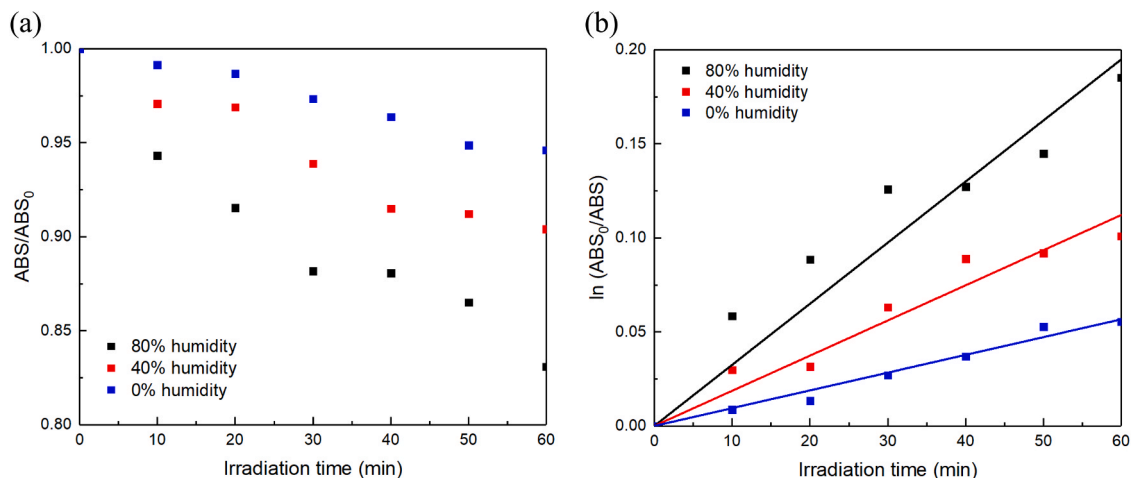 (a)
1.00
0.95
0.90
0.85
0.80
ABS/ABS0
80% humidity
40% humidity
0% humidity
0 10 20 30 40 50 60
Irradiation time (min)
(b)
0.20
0.15
0.10
0.05
0.00
ln (ABS0/ABS)
80% humidity
40% humidity
0% humidity
0 10 20 30 40 50 60
Irradiation time (min)